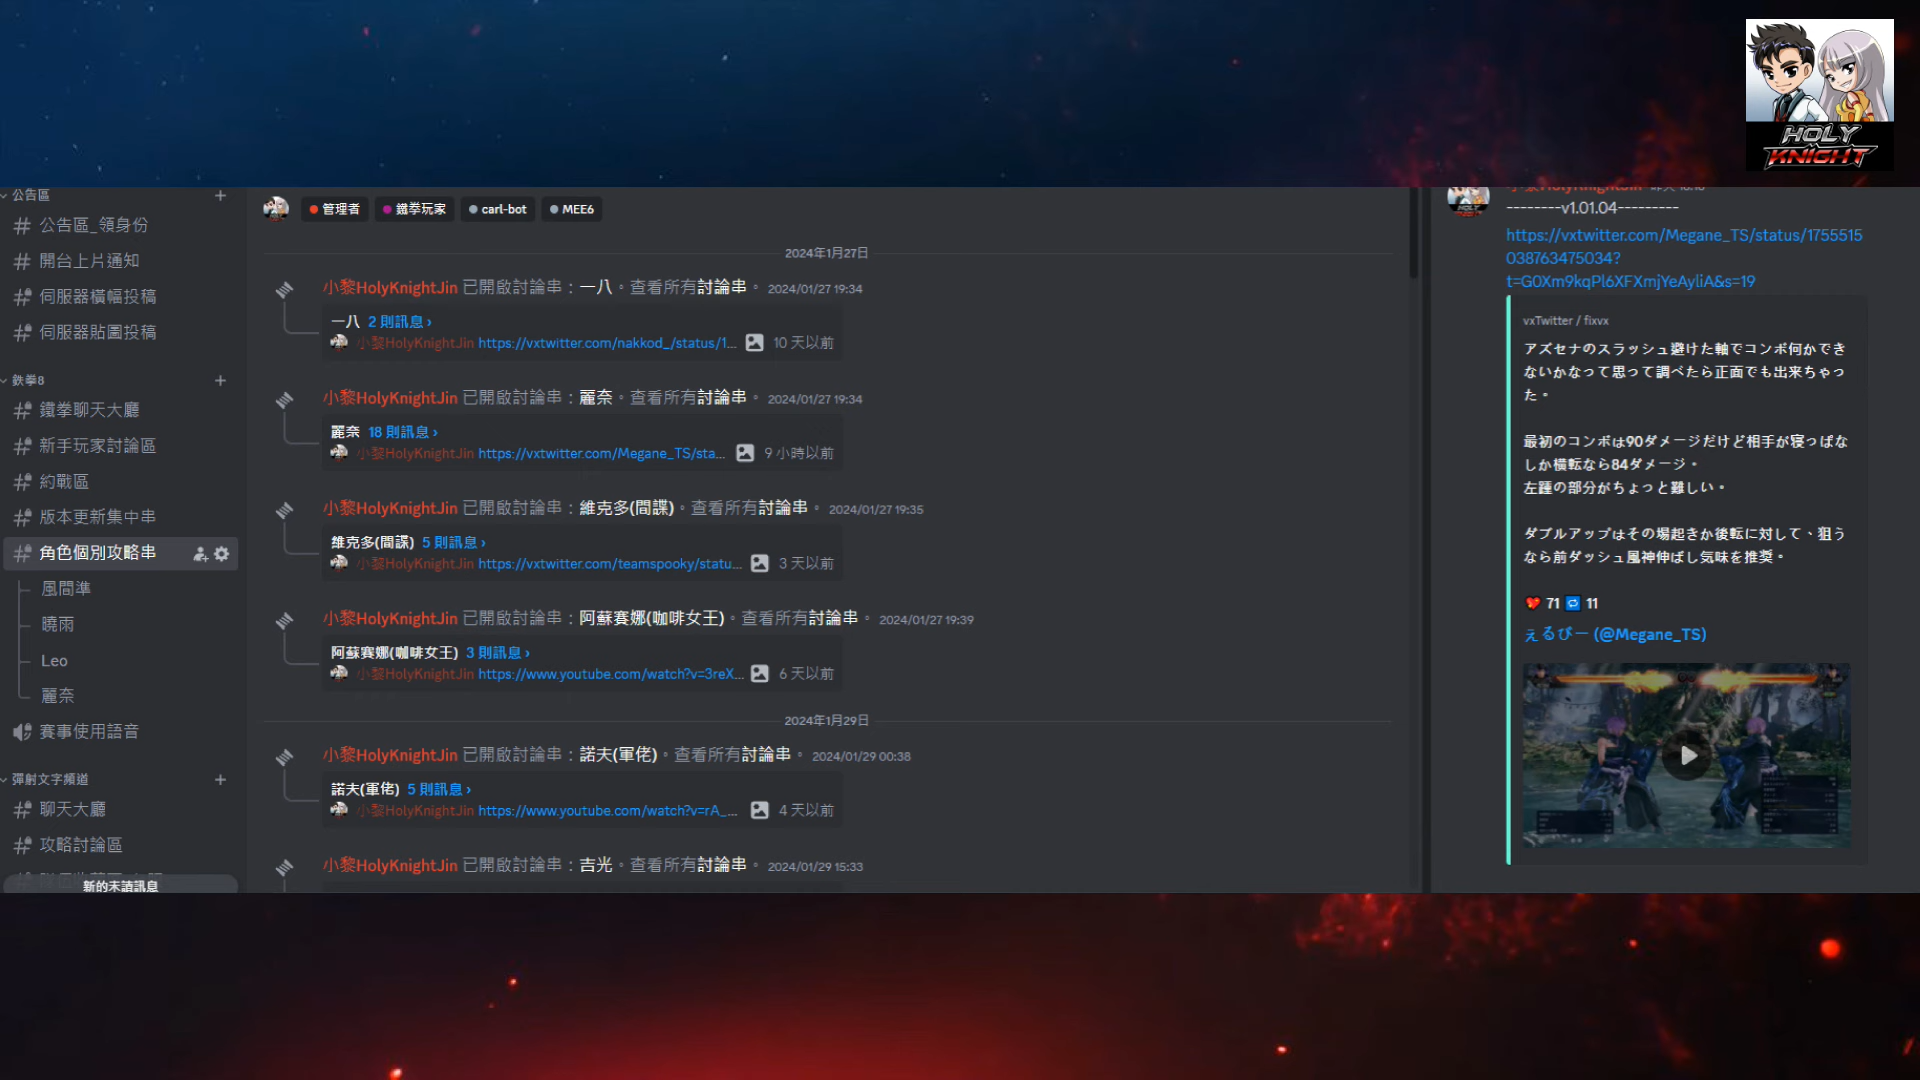 HOLY
KNIGHT
公告區
公告區_領身份
開台上片通知
伺服器橫幅投稿
伺服器貼圖投稿
鉄拳8
鐵拳聊天大廳
新手玩家討論區
約戰區
版本更新集中串
角色個別攻略串
風間準
曉雨
Leo
麗奈
賽事使用語音
彈射文字頻道
聊天大廳
攻略討論區
新的未讀訊息
管理者 鐵拳玩家 carl-bot MEE6
2024年1月27日
小黎HolyKnightJin 已開啟討論串：一八。查看所有討論串。 2024/01/27 19:34
一八 2 則訊息 ›
小黎HolyKnightJin https://vxtwitter.com/nakkod_/status/1... 10 天以前
小黎HolyKnightJin 已開啟討論串：麗奈。查看所有討論串。 2024/01/27 19:34
麗奈 18 則訊息 ›
小黎HolyKnightJin https://vxtwitter.com/Megane_TS/sta... 9 小時以前
小黎HolyKnightJin 已開啟討論串：維克多(間諜)。查看所有討論串。 2024/01/27 19:35
維克多(間諜) 5 則訊息 ›
小黎HolyKnightJin https://vxtwitter.com/teamspooky/statu... 3 天以前
小黎HolyKnightJin 已開啟討論串：阿蘇賽娜(咖啡女王)。查看所有討論串。 2024/01/27 19:39
阿蘇賽娜(咖啡女王) 3 則訊息 ›
小黎HolyKnightJin https://www.youtube.com/watch?v=3reX... 6 天以前
2024年1月29日
小黎HolyKnightJin 已開啟討論串：諾夫(軍佬)。查看所有討論串。 2024/01/29 00:38
諾夫(軍佬) 5 則訊息 ›
小黎HolyKnightJin https://www.youtube.com/watch?v=rA_... 4 天以前
小黎HolyKnightJin 已開啟討論串：吉光。查看所有討論串。 2024/01/29 15:33
小黎HolyKnightJin
--------v1.01.04---------
https://vxtwitter.com/Megane_TS/status/1755515
038763475034?
t=G0Xm9kqPl6XFXmjYeAyliA&s=19
vxTwitter / fixvx
アズセナのスラッシュ避けた軸でコンボ何かでき
ないかなって思って調べたら正面でも出来ちゃっ
た。
最初のコンボは90ダメージだけど相手が寝っぱな
しか横転なら84ダメージ。
左踵の部分がちょっと難しい。
ダブルアップはその場起きか後転に対して、狙う
なら前ダッシュ風神伸ばし気味を推奨。
71 11
えるびー (@Megane_TS)